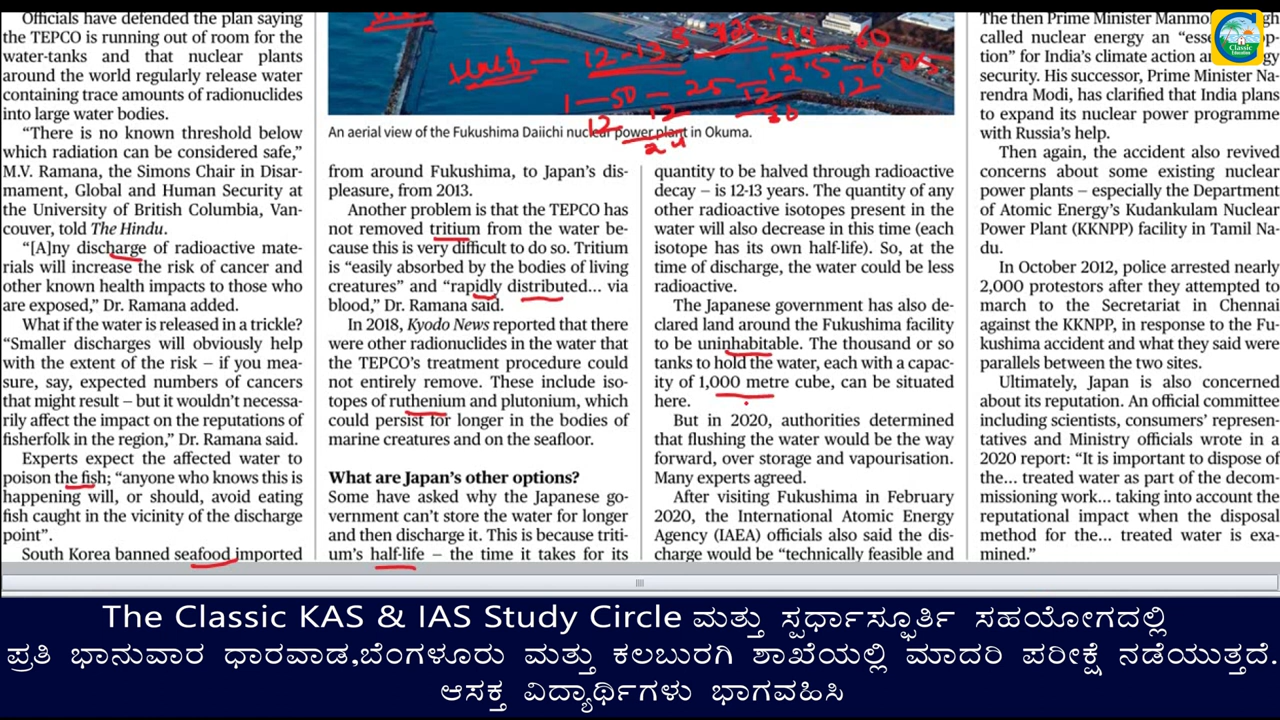 Officials have defended the plan saying
the TEPCO is running out of room for the
water-tanks and that nuclear plants
around the world regularly release water
containing trace amounts of radionuclides
into large water bodies.
“There is no known threshold below
which radiation can be considered safe,”
M.V. Ramana, the Simons Chair in Disar-
mament, Global and Human Security at
the University of British Columbia, Van-
couver, told The Hindu.
“[A]ny discharge of radioactive mate-
rials will increase the risk of cancer and
other known health impacts to those who
are exposed,” Dr. Ramana added.
What if the water is released in a trickle?
“Smaller discharges will obviously help
with the extent of the risk – if you mea-
sure, say, expected numbers of cancers
that might result – but it wouldn’t necessa-
rily affect the impact on the reputations of
fisherfolk in the region,” Dr. Ramana said.
Experts expect the affected water to
poison the fish; “anyone who knows this is
happening will, or should, avoid eating
fish caught in the vicinity of the discharge
point”.
South Korea banned seafood imported
Half – 12-13
1 – 50 – 25 – 12.5 – 6.25
12 12 12 12
24 36
An aerial view of the Fukushima Daiichi nuclear power plant in Okuma.
from around Fukushima, to Japan’s dis-
pleasure, from 2013.
Another problem is that the TEPCO has
not removed tritium from the water be-
cause this is very difficult to do so. Tritium
is “easily absorbed by the bodies of living
creatures” and “rapidly distributed... via
blood,” Dr. Ramana said.
In 2018, Kyodo News reported that there
were other radionuclides in the water that
the TEPCO’s treatment procedure could
not entirely remove. These include iso-
topes of ruthenium and plutonium, which
could persist for longer in the bodies of
marine creatures and on the seafloor.
What are Japan’s other options?
Some have asked why the Japanese go-
vernment can’t store the water for longer
and then discharge it. This is because triti-
um’s half-life – the time it takes for its
quantity to be halved through radioactive
decay – is 12-13 years. The quantity of any
other radioactive isotopes present in the
water will also decrease in this time (each
isotope has its own half-life). So, at the
time of discharge, the water could be less
radioactive.
The Japanese government has also de-
clared land around the Fukushima facility
to be uninhabitable. The thousand or so
tanks to hold the water, each with a capac-
ity of 1,000 metre cube, can be situated
here.
But in 2020, authorities determined
that flushing the water would be the way
forward, over storage and vapourisation.
Many experts agreed.
After visiting Fukushima in February
2020, the International Atomic Energy
Agency (IAEA) officials also said the dis-
charge would be “technically feasible and
The then Prime Minister Manmo
called nuclear energy an “esse
tion” for India’s climate action
security. His successor, Prime Minister Na-
rendra Modi, has clarified that India plans
to expand its nuclear power programme
with Russia’s help.
Then again, the accident also revived
concerns about some existing nuclear
power plants – especially the Department
of Atomic Energy’s Kudankulam Nuclear
Power Plant (KKNPP) facility in Tamil Na-
du.
In October 2012, police arrested nearly
2,000 protestors after they attempted to
march to the Secretariat in Chennai
against the KKNPP, in response to the Fu-
kushima accident and what they said were
parallels between the two sites.
Ultimately, Japan is also concerned
about its reputation. An official committee
including scientists, consumers’ represen-
tatives and Ministry officials wrote in a
2020 report: “It is important to dispose of
the... treated water as part of the decom-
missioning work... taking into account the
reputational impact when the disposal
method for the... treated water is exa-
mined.”
Classic
Education
The Classic KAS & IAS Study Circle ಮತ್ತು ಸ್ಪರ್ಧಾಸ್ಫೂರ್ತಿ ಸಹಯೋಗದಲ್ಲಿ
ಪ್ರತಿ ಭಾನುವಾರ ಧಾರವಾಡ,ಬೆಂಗಳೂರು ಮತ್ತು ಕಲಬುರಗಿ ಶಾಖೆಯಲ್ಲಿ ಮಾದರಿ ಪರೀಕ್ಷೆ ನಡೆಯುತ್ತದೆ.
ಆಸಕ್ತ ವಿದ್ಯಾರ್ಥಿಗಳು ಭಾಗವಹಿಸಿ